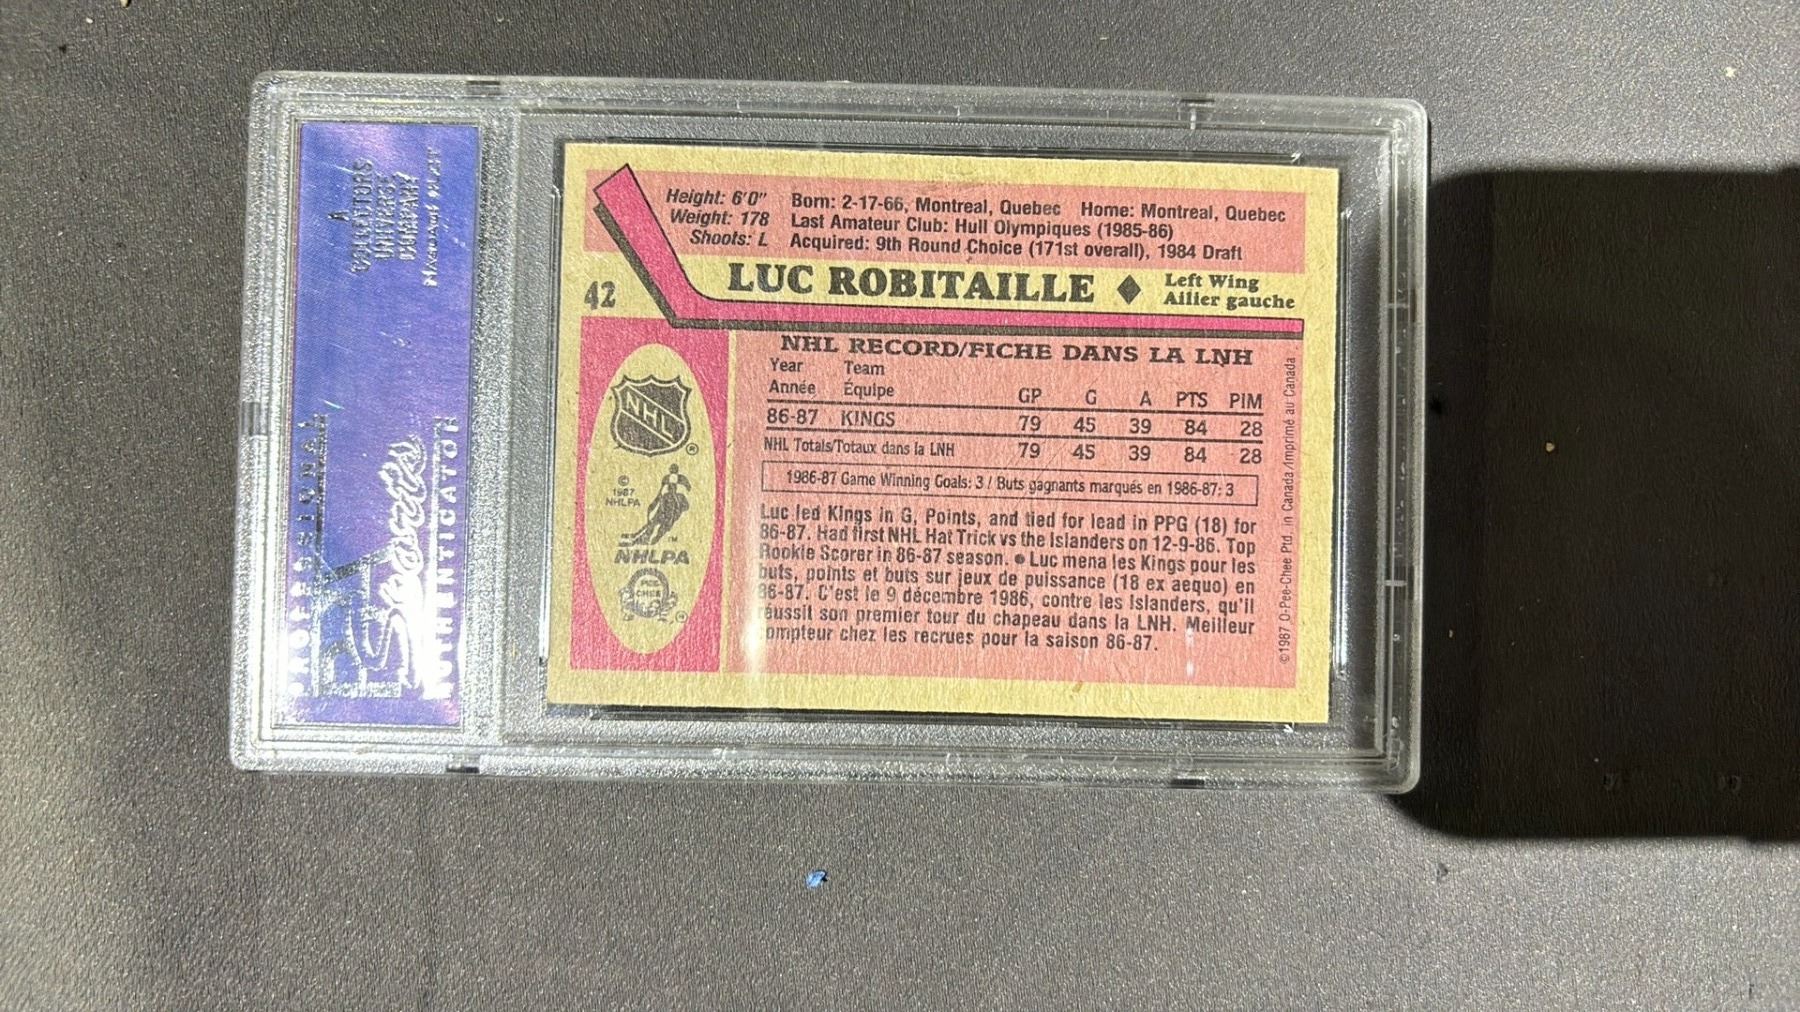 A
COLLECTORS
UNIVERSE
COMPANY
PROFESSIONAL
Sports
AUTHENTICATOR
Height: 6'0" Born: 2-17-66, Montreal, Quebec Home: Montreal, Quebec
Weight: 178 Last Amateur Club: Hull Olympiques (1985-86)
Shoots: L Acquired: 9th Round Choice (171st overall), 1984 Draft
42 LUC ROBITAILLE ♦ Left Wing
Ailier gauche
NHL RECORD/FICHE DANS LA LNH
Year Team
Année Équipe GP G A PTS PIM
86-87 KINGS 79 45 39 84 28
NHL Totals/Totaux dans la LNH 79 45 39 84 28
1986-87 Game Winning Goals: 3 / Buts gagnants marqués en 1986-87: 3
Luc led Kings in G, Points, and tied for lead in PPG (18) for
86-87. Had first NHL Hat Trick vs the Islanders on 12-9-86. Top
Rookie Scorer in 86-87 season. ● Luc mena les Kings pour les
buts, points et buts sur jeux de puissance (18 ex aequo) en
86-87. C'est le 9 décembre 1986, contre les Islanders, qu'il
réussit son premier tour du chapeau dans la LNH. Meilleur
compteur chez les recrues pour la saison 86-87.
NHL
®
©
1987
NHLPA
NHLPA
™
O-PEE-CHEE
®
©1987 O-Pee-Chee Ptd. in Canada/Imprimé au Canada